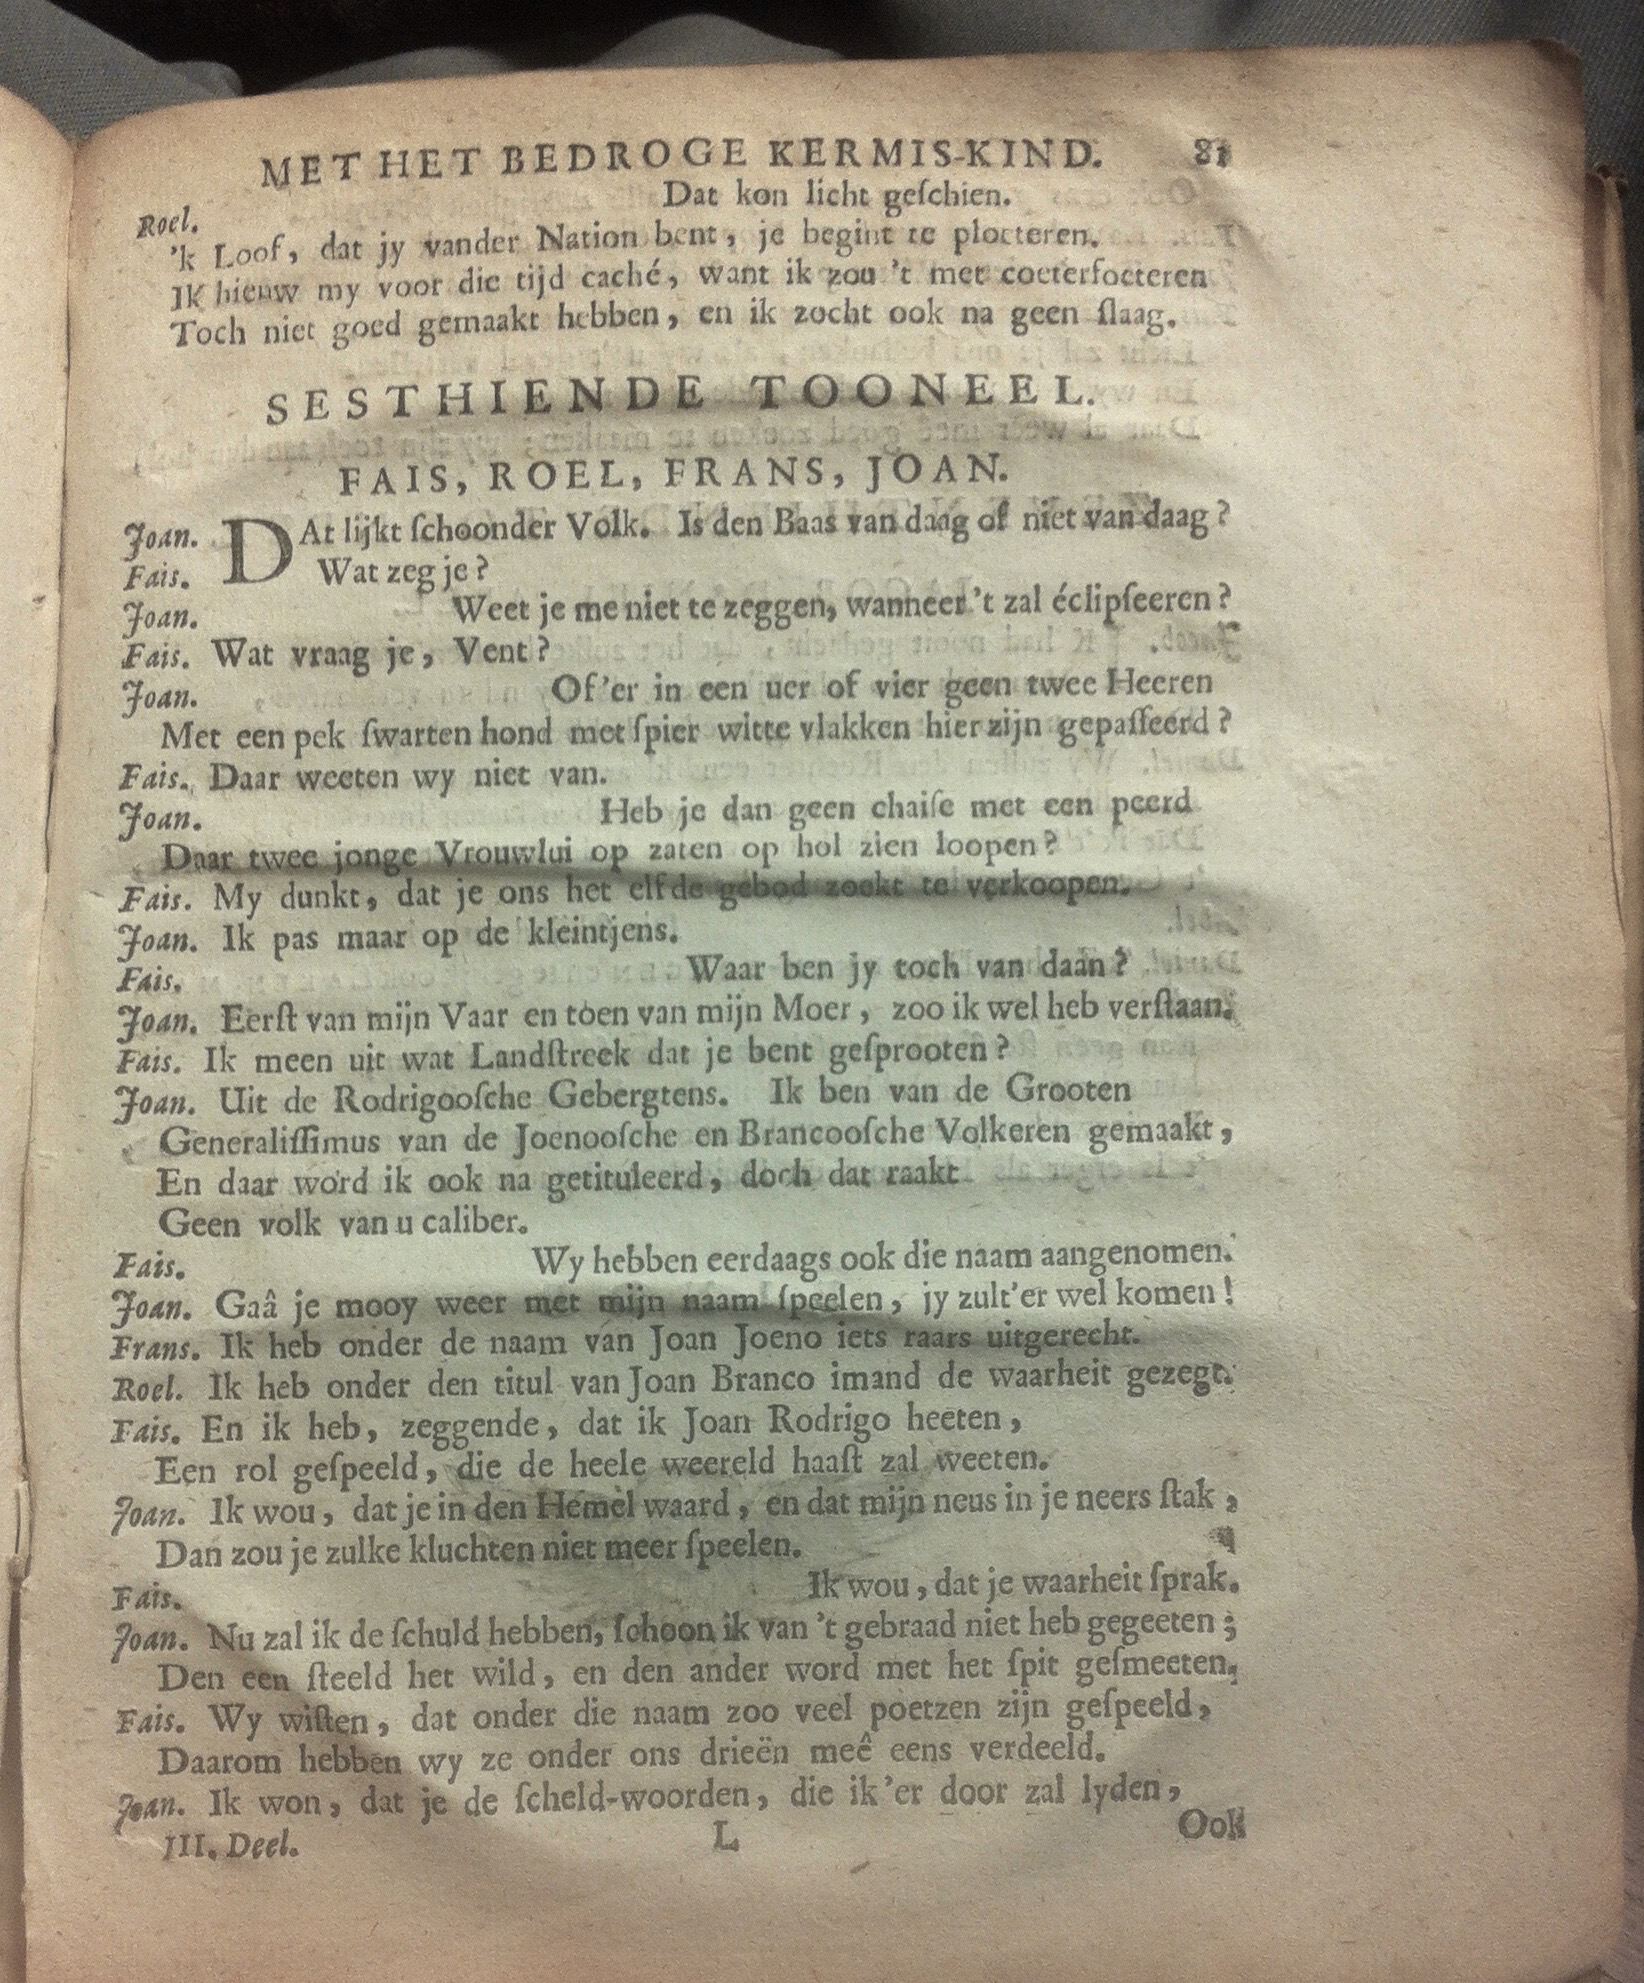 MET HET BEDROGE KERMIS-KIND. 81
Roel. Dat kon licht geſchien.
'k Loof, dat jy vander Nation bent, je begint te plotteren.
Ik hieuw my voor die tijd caché, want ik zou 't met coeterfoeteren
Toch niet goed gemaakt hebben, en ik zocht ook na geen ſlaag.
SESTHIENDE TOONEEL.
FAIS, ROEL, FRANS, JOAN.
Joan. DAt lijkt ſchoonder Volk. Is den Baas van daag of niet van daag?
Fais. Wat zeg je?
Joan. Weet je me niet te zeggen, wanneer 't zal éclipſeeren?
Fais. Wat vraag je, Vent?
Joan. Of'er in een uer of vier geen twee Heeren
Met een pek ſwarten hond met ſpier witte vlakken hier zijn gepaſſeerd?
Fais. Daar weeten wy niet van.
Joan. Heb je dan geen chaiſe met een peerd
Daar twee jonge Vrouwlui op zaten op hol zien loopen?
Fais. My dunkt, dat je ons het elfde gebod zoekt te verkoopen.
Joan. Ik pas maar op de kleintjens.
Fais. Waar ben jy toch van daan?
Joan. Eerſt van mijn Vaar en toen van mijn Moer, zoo ik wel heb verſtaan.
Fais. Ik meen uit wat Landſtreek dat je bent geſprooten?
Joan. Uit de Rodrigooſche Gebergtens. Ik ben van de Grooten
Generaliſſimus van de Joenooſche en Brancooſche Volkeren gemaakt,
En daar word ik ook na getituleerd, doch dat raakt
Geen volk van u caliber.
Fais. Wy hebben eerdaags ook die naam aangenomen.
Joan. Gaâ je mooy weer met mijn naam ſpeelen, jy zult'er wel komen!
Frans. Ik heb onder de naam van Joan Joeno iets raars uitgerecht.
Roel. Ik heb onder den titul van Joan Branco imand de waarheit gezegt.
Fais. En ik heb, zeggende, dat ik Joan Rodrigo heeten,
Een rol geſpeeld, die de heele weereld haaſt zal weeten.
Joan. Ik wou, dat je in den Hemel waard, en dat mijn neus in je neers ſtak,
Dan zou je zulke kluchten niet meer ſpeelen.
Fais. Ik wou, dat je waarheit ſprak.
Joan. Nu zal ik de ſchuld hebben, ſchoon ik van 't gebraad niet heb gegeeten;
Den een ſteeld het wild, en den ander word met het ſpit geſmeeten.
Fais. Wy wiſten, dat onder die naam zoo veel poetzen zijn geſpeeld,
Daarom hebben wy ze onder ons drieën meê eens verdeeld.
Joan. Ik won, dat je de ſcheld-woorden, die ik'er door zal lyden,
III. Deel. L Ook